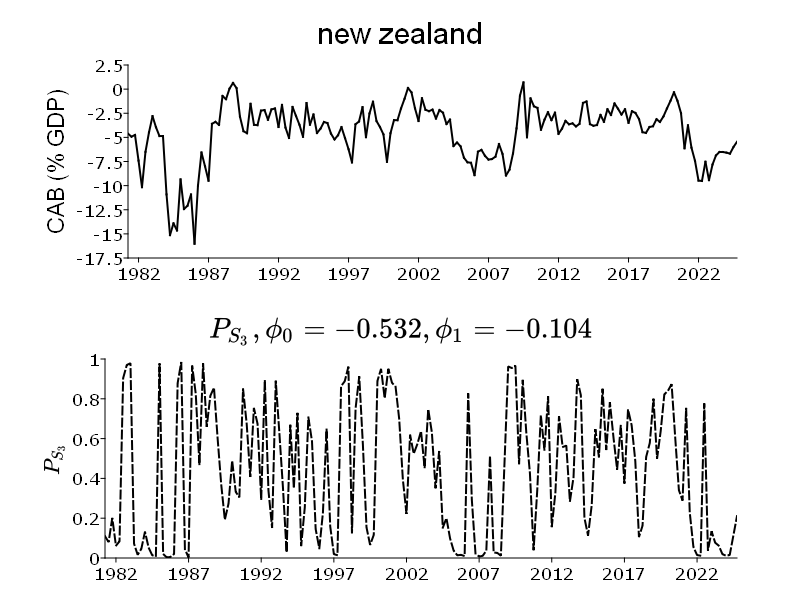 new zealand
CAB (% GDP)
2.5
0
-2.5
-5
-7.5
-10
-12.5
-15
-17.5
1982 1987 1992 1997 2002 2007 2012 2017 2022
P_{S_3}, ϕ_0 = −0.532, ϕ_1 = −0.104
P_{S_3}
1
0.8
0.6
0.4
0.2
0
1982 1987 1992 1997 2002 2007 2012 2017 2022